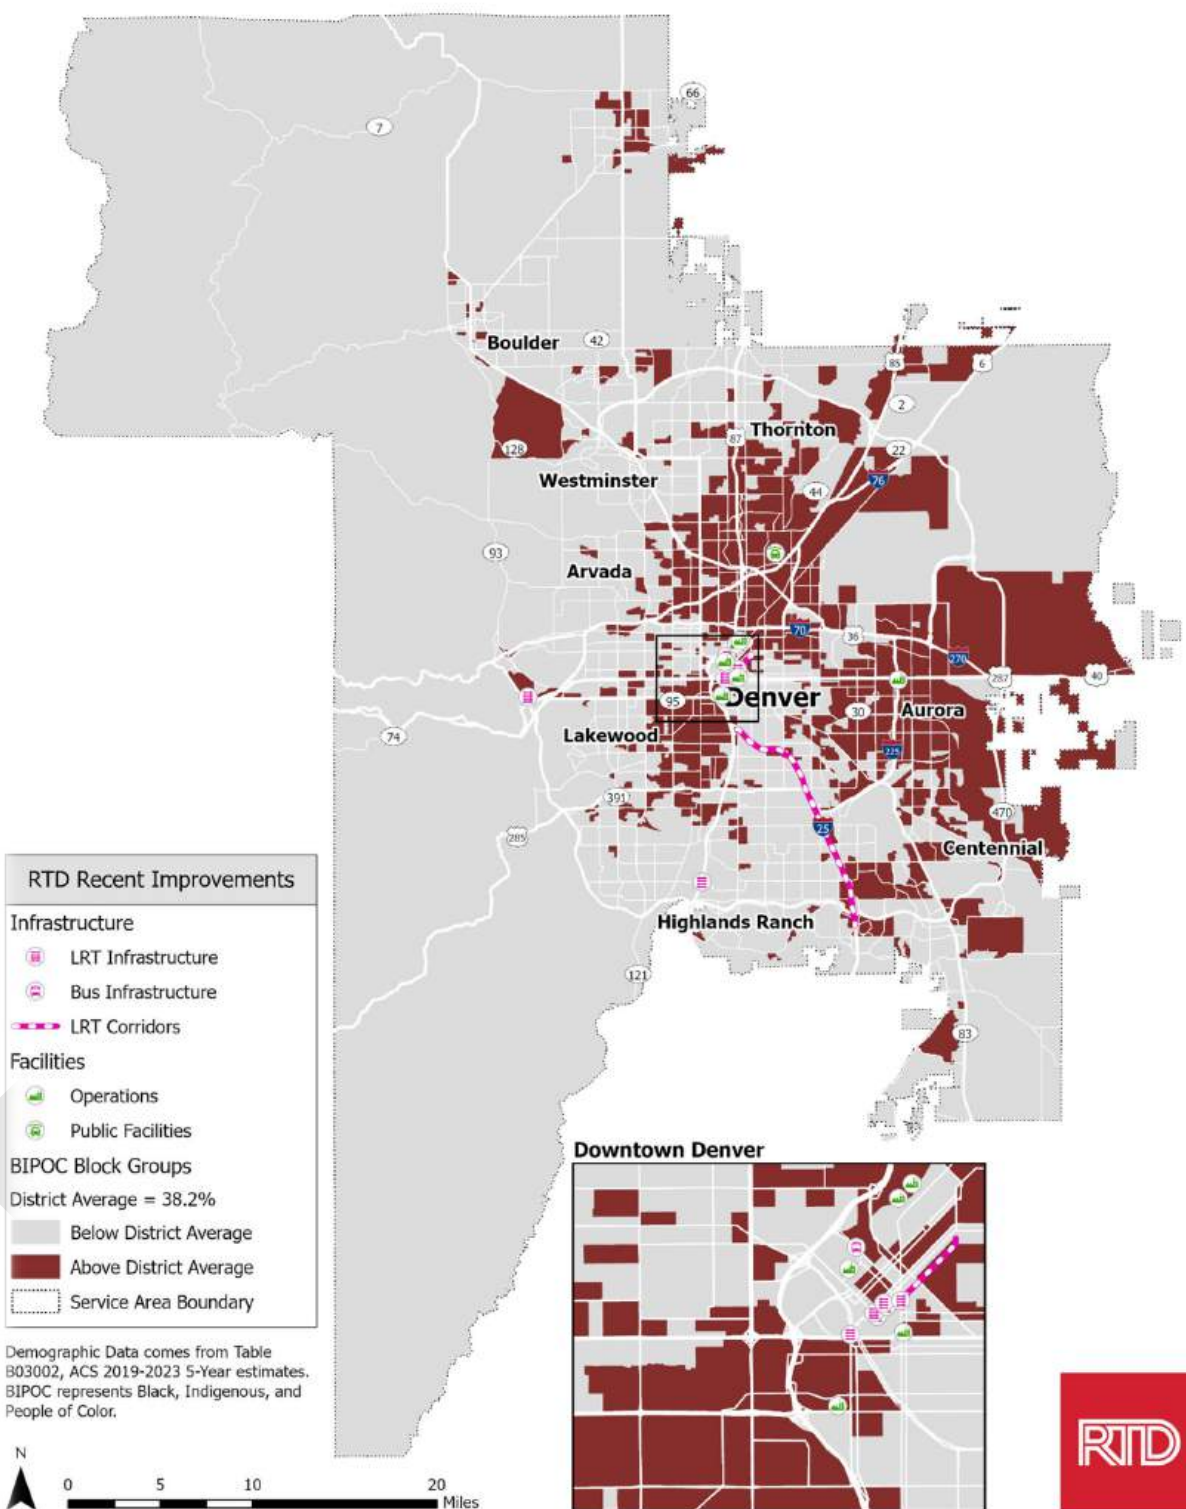 66
7
Boulder
42
85
6
2
Thornton
87
128
22
Westminster
76
44
93
Arvada
70
36
270
287
40
95
Denver
30
Aurora
74
Lakewood
225
391
470
285
25
Centennial
Highlands Ranch
121
83
RTD Recent Improvements
Infrastructure
LRT Infrastructure
Bus Infrastructure
LRT Corridors
Facilities
Operations
Public Facilities
BIPOC Block Groups
District Average = 38.2%
Below District Average
Above District Average
Service Area Boundary
Demographic Data comes from Table
B03002, ACS 2019-2023 5-Year estimates.
BIPOC represents Black, Indigenous, and
People of Color.
N
0 5 10 20
Miles
Downtown Denver
RTD